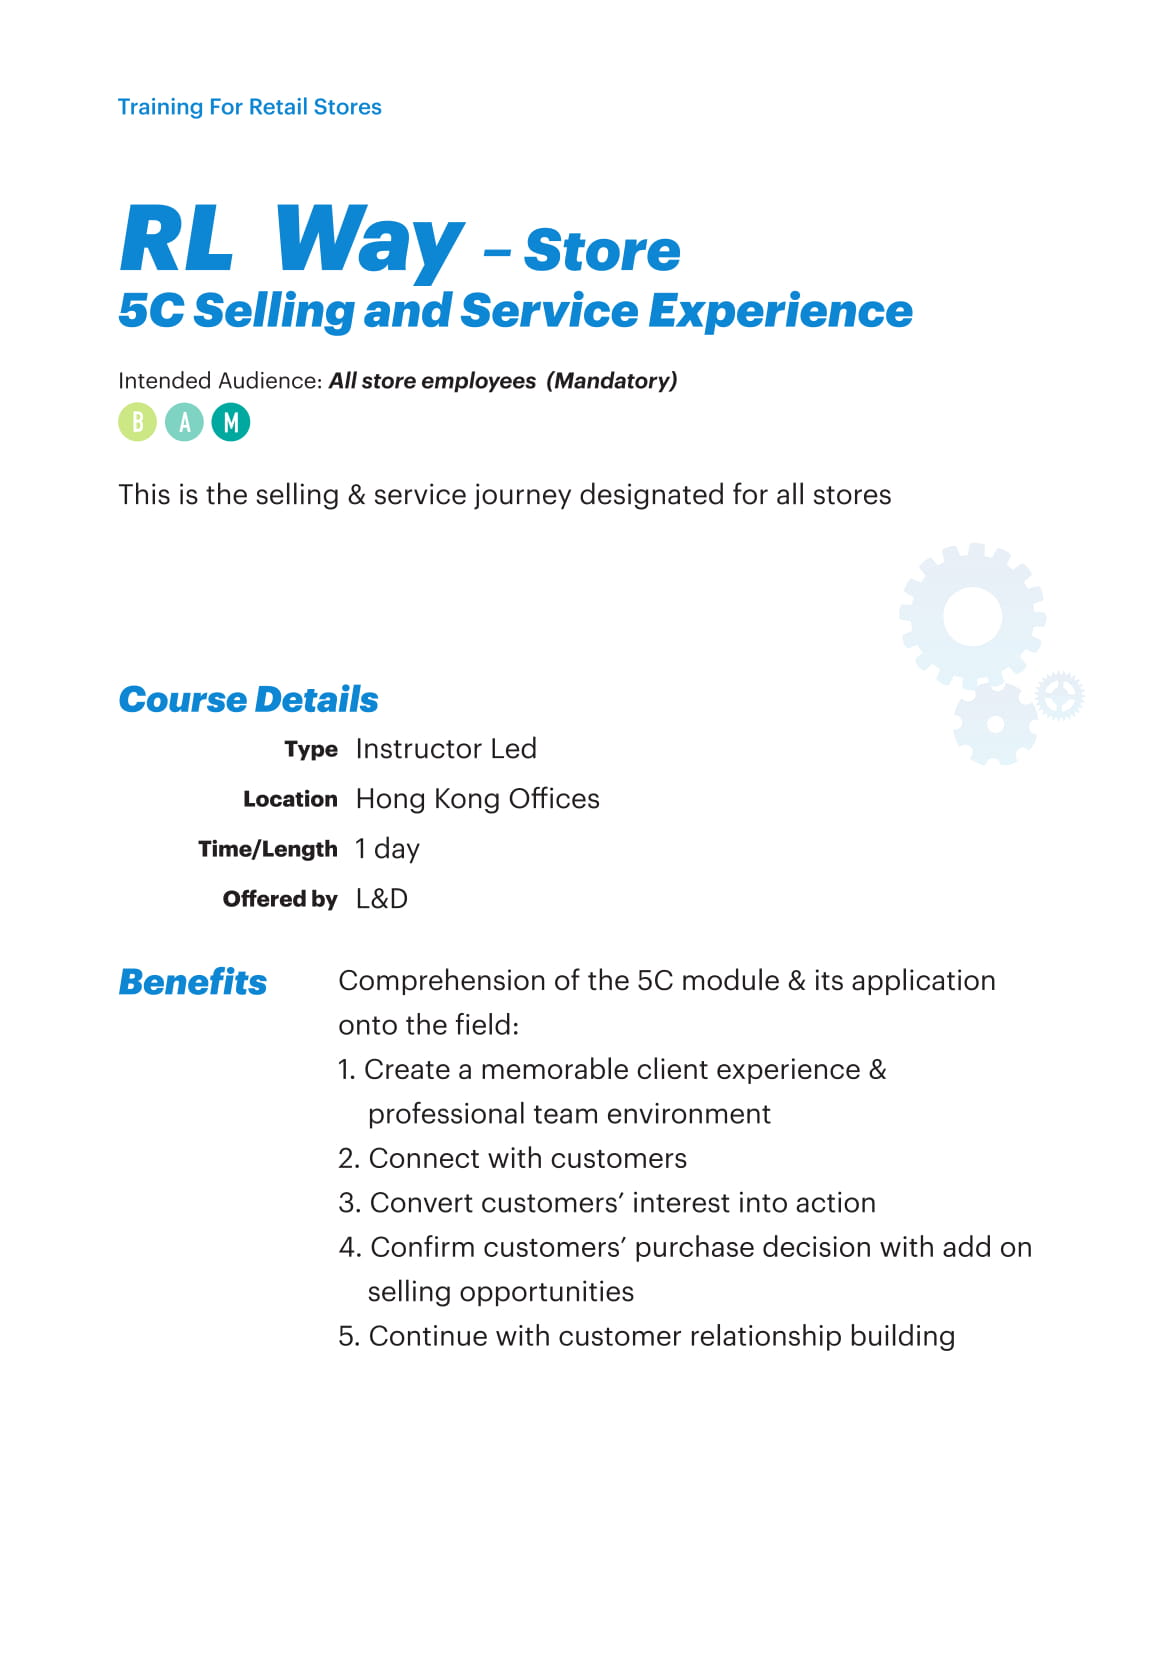 Training For Retail Stores
RL Way – Store
5C Selling and Service Experience
Intended Audience: All store employees (Mandatory)
B A M
This is the selling & service journey designated for all stores
Course Details
Type Instructor Led
Location Hong Kong Offices
Time/Length 1 day
Offered by L&D
Benefits Comprehension of the 5C module & its application
onto the field:
1. Create a memorable client experience &
professional team environment
2. Connect with customers
3. Convert customers’ interest into action
4. Confirm customers’ purchase decision with add on
selling opportunities
5. Continue with customer relationship building